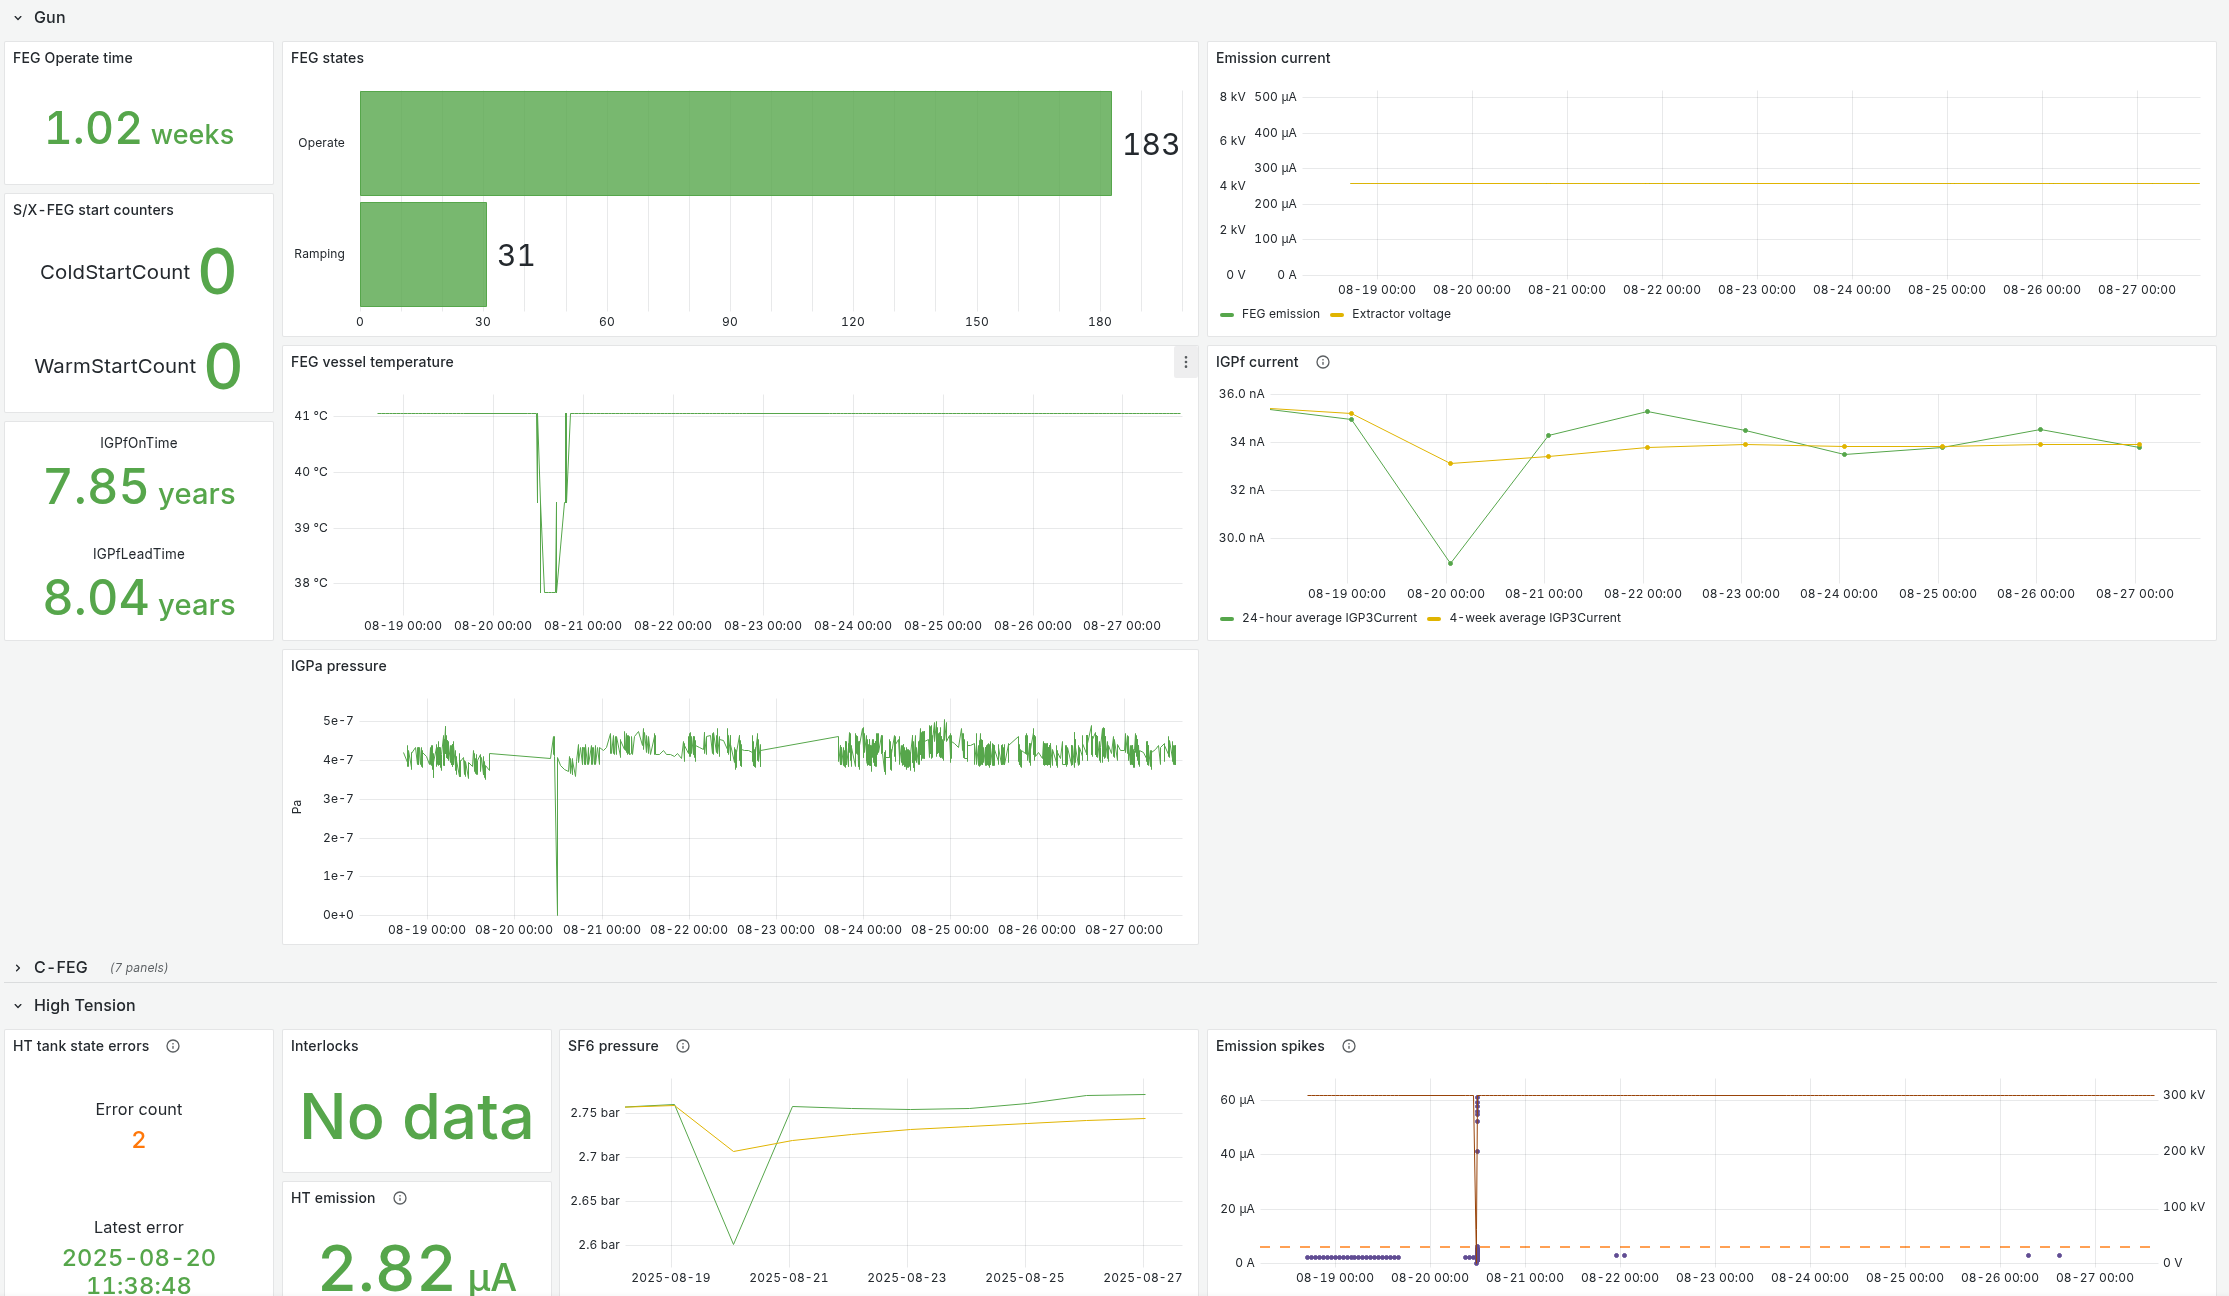 Gun
FEG Operate time
1.02 weeks
S/X-FEG start counters
ColdStartCount 0
WarmStartCount 0
IGPfOnTime
7.85 years
IGPfLeadTime
8.04 years
FEG states
Operate
183
Ramping
31
0 30 60 90 120 150 180
Emission current
8 kV 500 µA
400 µA
6 kV
300 µA
4 kV
200 µA
2 kV
100 µA
0 V 0 A
08-19 00:00 08-20 00:00 08-21 00:00 08-22 00:00 08-23 00:00 08-24 00:00 08-25 00:00 08-26 00:00 08-27 00:00
FEG emission Extractor voltage
FEG vessel temperature
41 °C
40 °C
39 °C
38 °C
08-19 00:00 08-20 00:00 08-21 00:00 08-22 00:00 08-23 00:00 08-24 00:00 08-25 00:00 08-26 00:00 08-27 00:00
IGPf current
36.0 nA
34 nA
32 nA
30.0 nA
08-19 00:00 08-20 00:00 08-21 00:00 08-22 00:00 08-23 00:00 08-24 00:00 08-25 00:00 08-26 00:00 08-27 00:00
24-hour average IGP3Current 4-week average IGP3Current
IGPa pressure
Pa
5e-7
4e-7
3e-7
2e-7
1e-7
0e+0
08-19 00:00 08-20 00:00 08-21 00:00 08-22 00:00 08-23 00:00 08-24 00:00 08-25 00:00 08-26 00:00 08-27 00:00
C-FEG (7 panels)
High Tension
HT tank state errors
Error count
2
Latest error
2025-08-20
11:38:48
Interlocks
No data
HT emission
2.82 µA
SF6 pressure
2.75 bar
2.7 bar
2.65 bar
2.6 bar
2025-08-19 2025-08-21 2025-08-23 2025-08-25 2025-08-27
Emission spikes
60 µA
40 µA
20 µA
0 A
300 kV
200 kV
100 kV
0 V
08-19 00:00 08-20 00:00 08-21 00:00 08-22 00:00 08-23 00:00 08-24 00:00 08-25 00:00 08-26 00:00 08-27 00:00